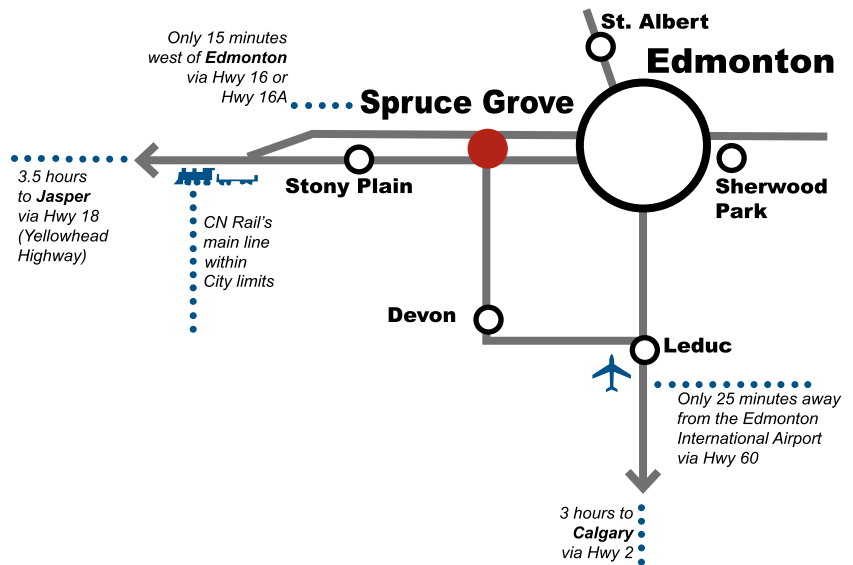 St. Albert
Edmonton
Only 15 minutes
west of Edmonton
via Hwy 16 or
Hwy 16A
Spruce Grove
Stony Plain
Sherwood
Park
3.5 hours
to Jasper
via Hwy 18
(Yellowhead
Highway)
CN Rail's
main line
within
City limits
Devon
Leduc
Only 25 minutes away
from the Edmonton
International Airport
via Hwy 60
3 hours to
Calgary
via Hwy 2